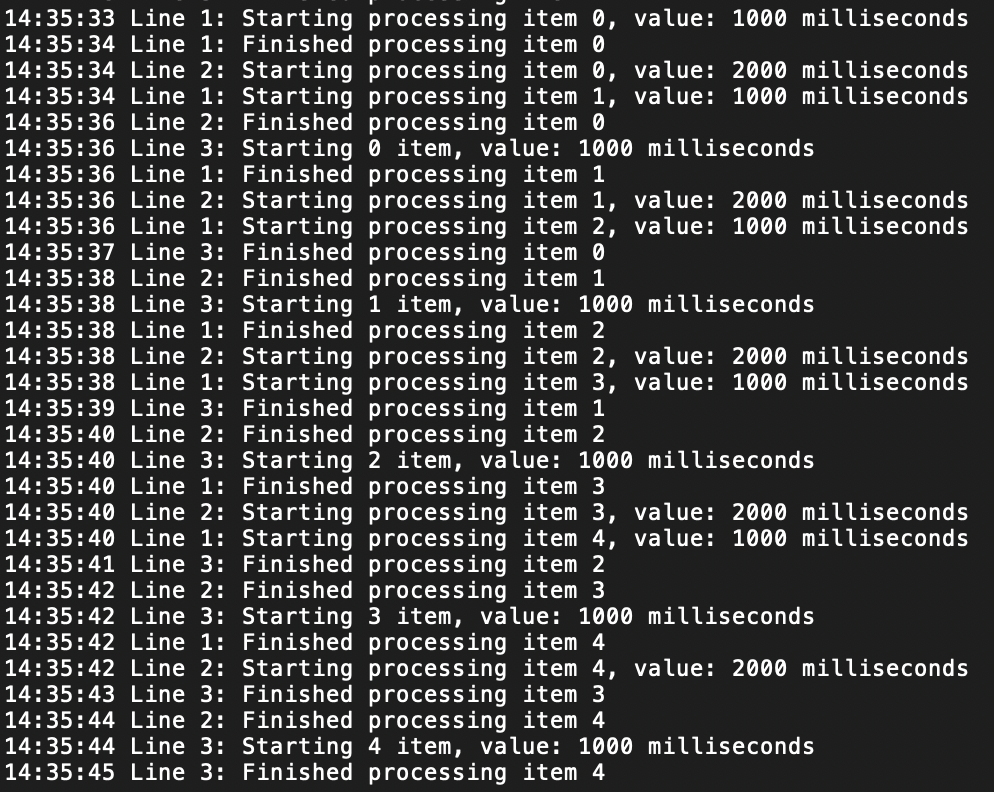 14:35:33 Line 1: Starting processing item 0, value: 1000 milliseconds
14:35:34 Line 1: Finished processing item 0
14:35:34 Line 2: Starting processing item 0, value: 2000 milliseconds
14:35:34 Line 1: Starting processing item 1, value: 1000 milliseconds
14:35:36 Line 2: Finished processing item 0
14:35:36 Line 3: Starting 0 item, value: 1000 milliseconds
14:35:36 Line 1: Finished processing item 1
14:35:36 Line 2: Starting processing item 1, value: 2000 milliseconds
14:35:36 Line 1: Starting processing item 2, value: 1000 milliseconds
14:35:37 Line 3: Finished processing item 0
14:35:38 Line 2: Finished processing item 1
14:35:38 Line 3: Starting 1 item, value: 1000 milliseconds
14:35:38 Line 1: Finished processing item 2
14:35:38 Line 2: Starting processing item 2, value: 2000 milliseconds
14:35:38 Line 1: Starting processing item 3, value: 1000 milliseconds
14:35:39 Line 3: Finished processing item 1
14:35:40 Line 2: Finished processing item 2
14:35:40 Line 3: Starting 2 item, value: 1000 milliseconds
14:35:40 Line 1: Finished processing item 3
14:35:40 Line 2: Starting processing item 3, value: 2000 milliseconds
14:35:40 Line 1: Starting processing item 4, value: 1000 milliseconds
14:35:41 Line 3: Finished processing item 2
14:35:42 Line 2: Finished processing item 3
14:35:42 Line 3: Starting 3 item, value: 1000 milliseconds
14:35:42 Line 1: Finished processing item 4
14:35:42 Line 2: Starting processing item 4, value: 2000 milliseconds
14:35:43 Line 3: Finished processing item 3
14:35:44 Line 2: Finished processing item 4
14:35:44 Line 3: Starting 4 item, value: 1000 milliseconds
14:35:45 Line 3: Finished processing item 4